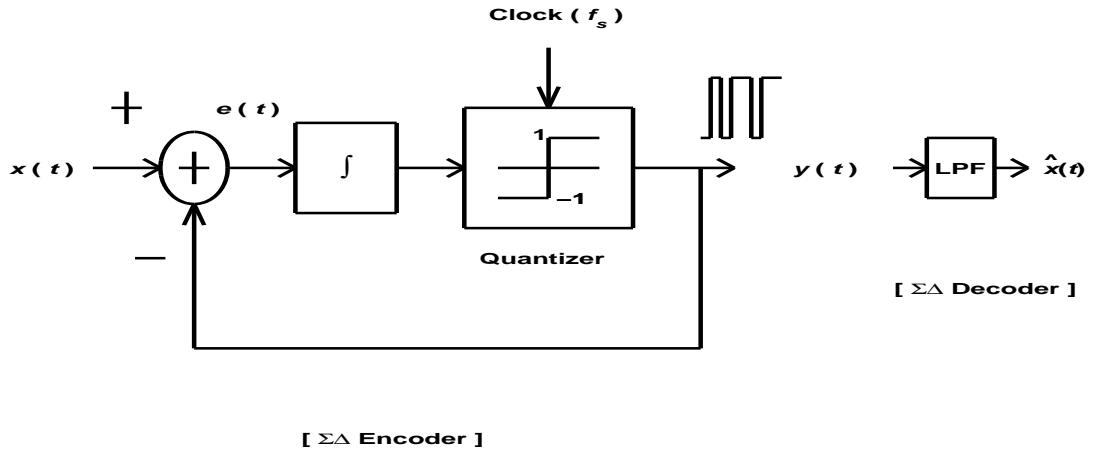 Clock ( f_s )
+
e ( t )
x ( t )
+
∫
1
−1
y ( t )
LPF
x̂(t)
−
Quantizer
[ ΣΔ Decoder ]
[ ΣΔ Encoder ]